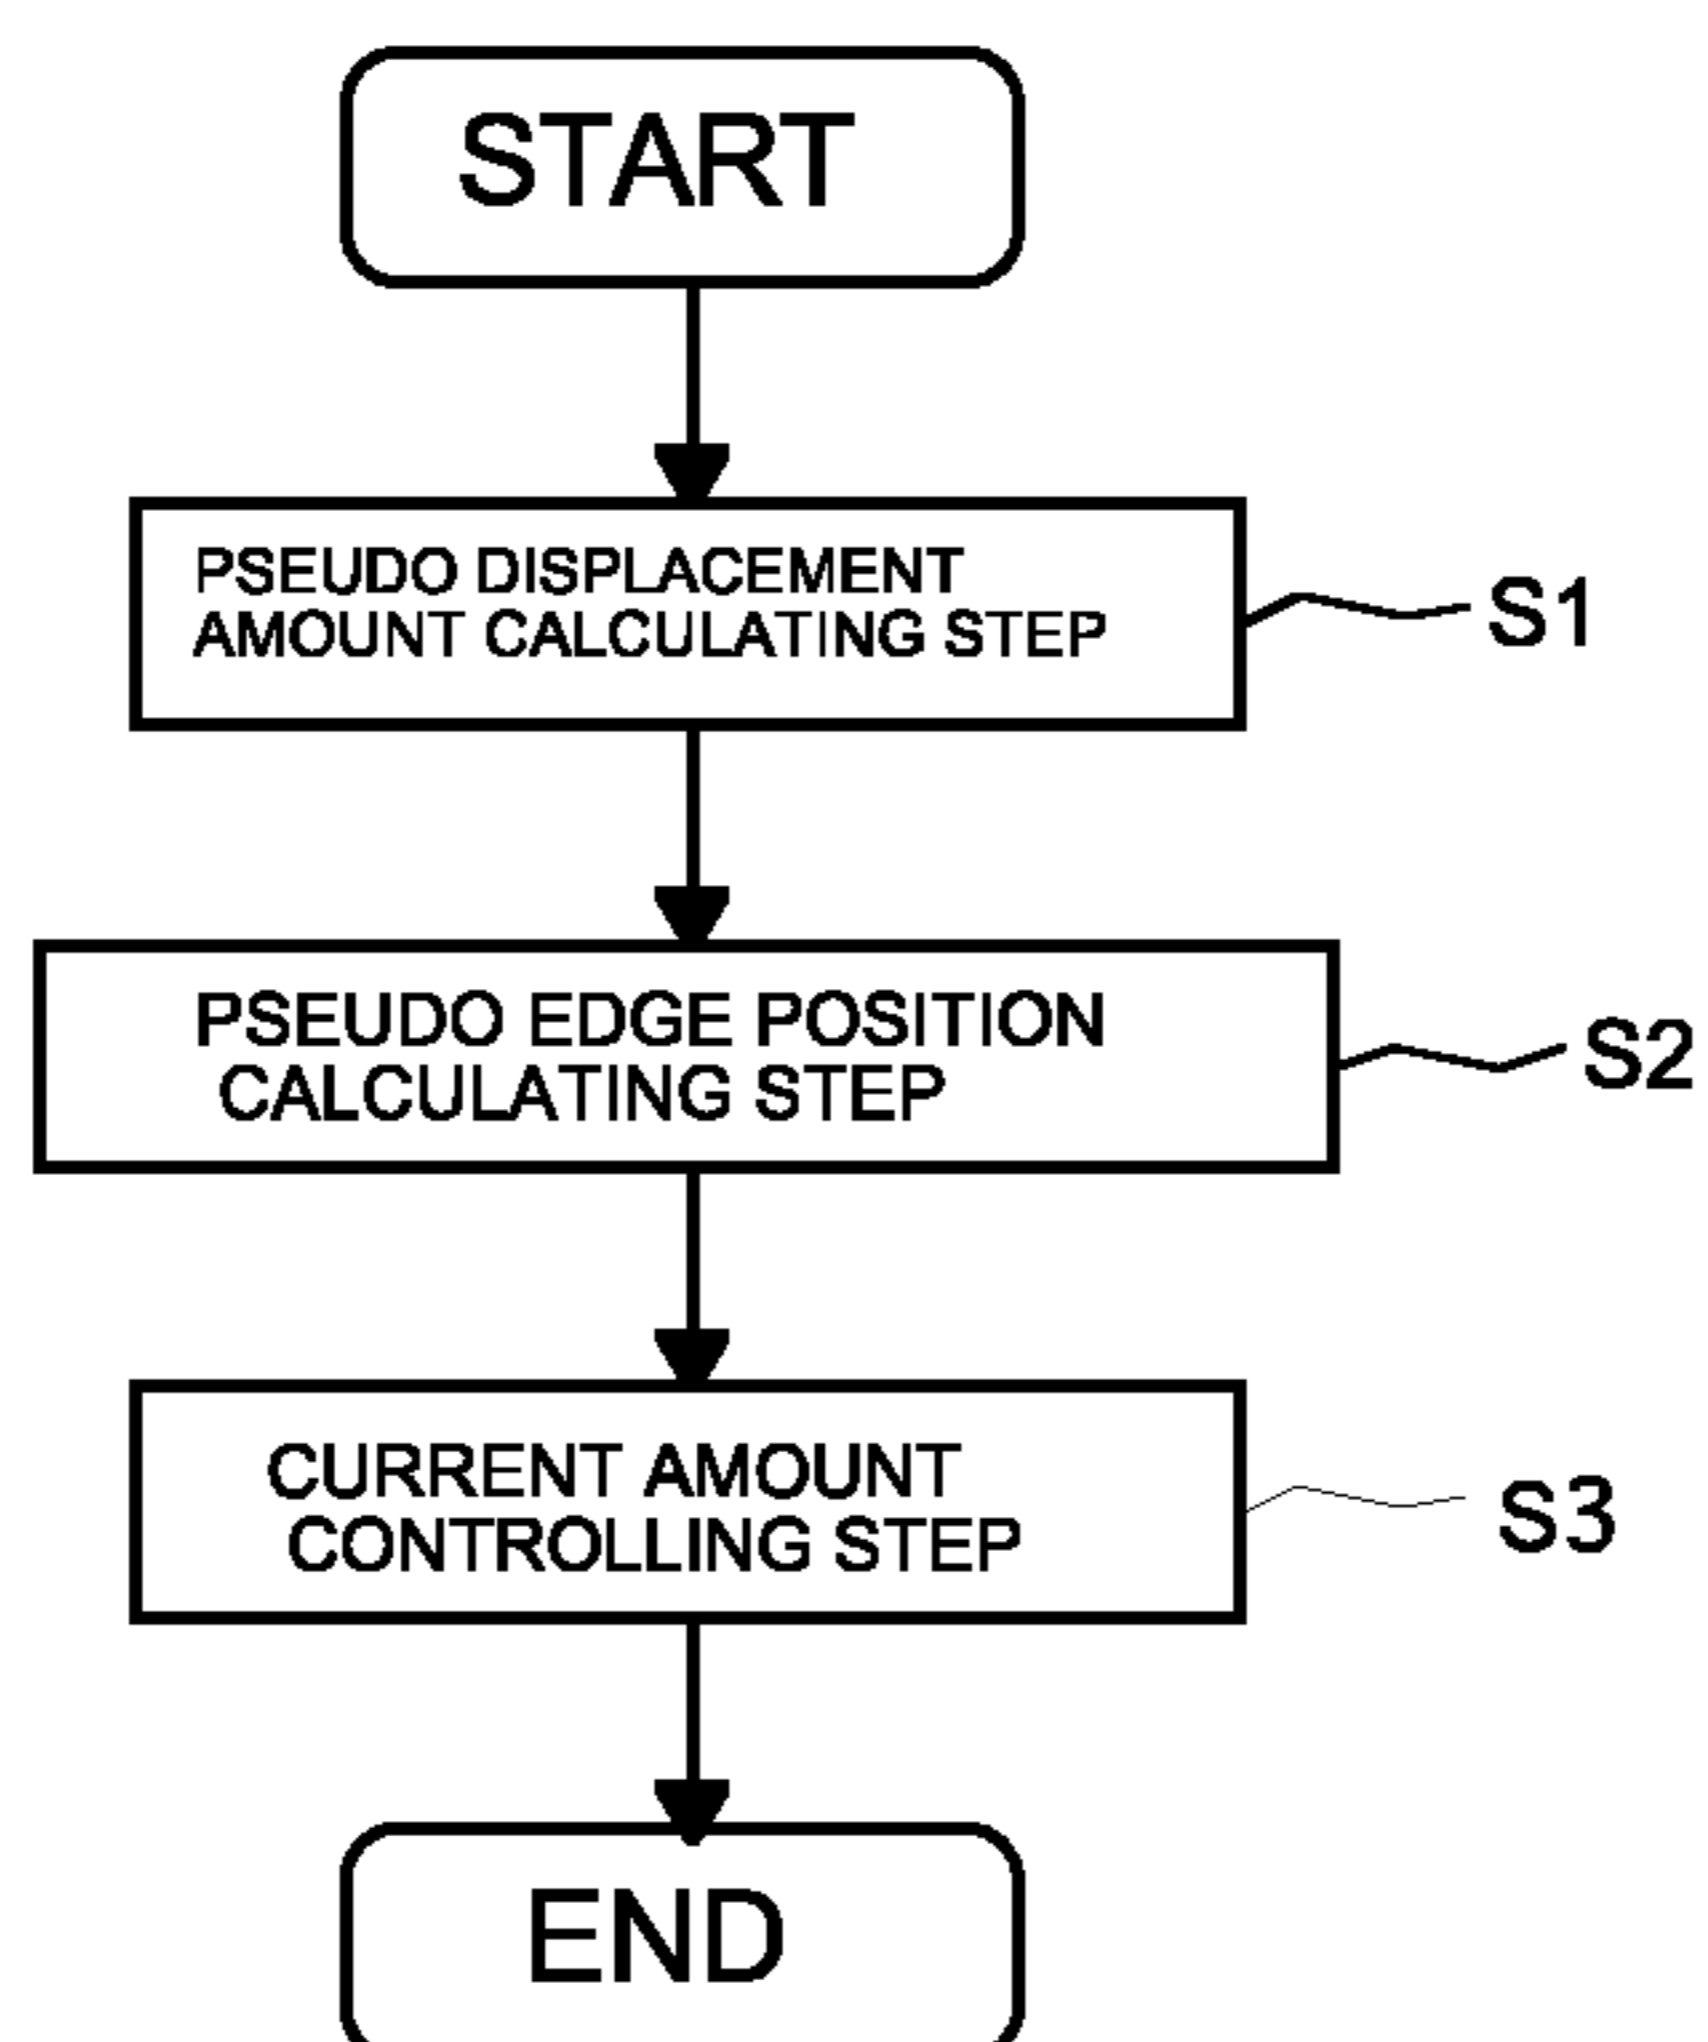 START
PSEUDO DISPLACEMENT
AMOUNT CALCULATING STEP
S1
PSEUDO EDGE POSITION
CALCULATING STEP
S2
CURRENT AMOUNT
CONTROLLING STEP
S3
END